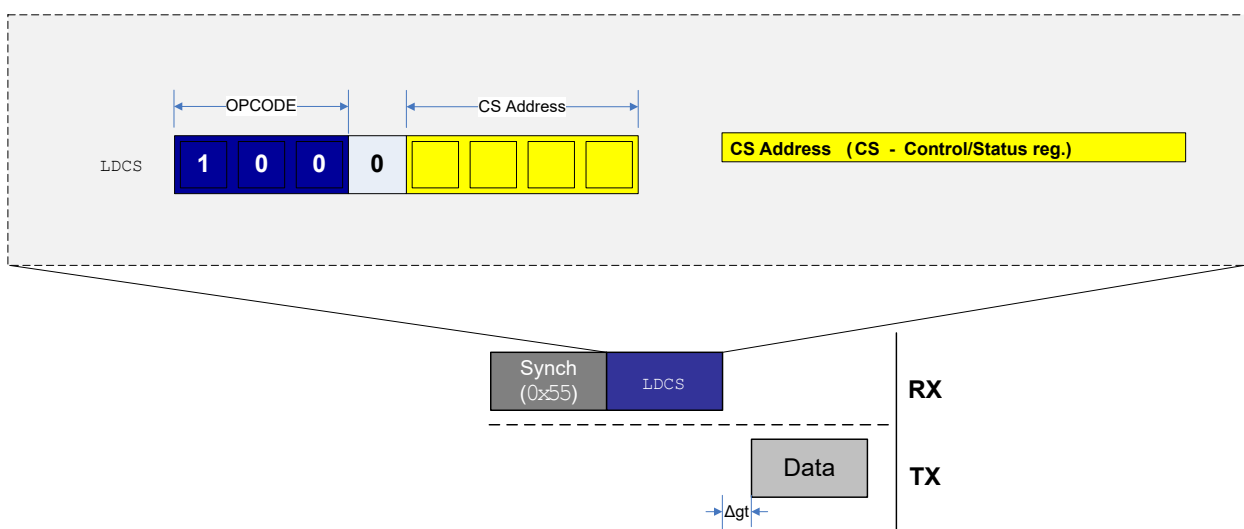 OPCODE
CS Address
LDCS
1 0 0 0
CS Address (CS - Control/Status reg.)
Synch
(0x55)
LDCS
RX
Data
TX
Δgt